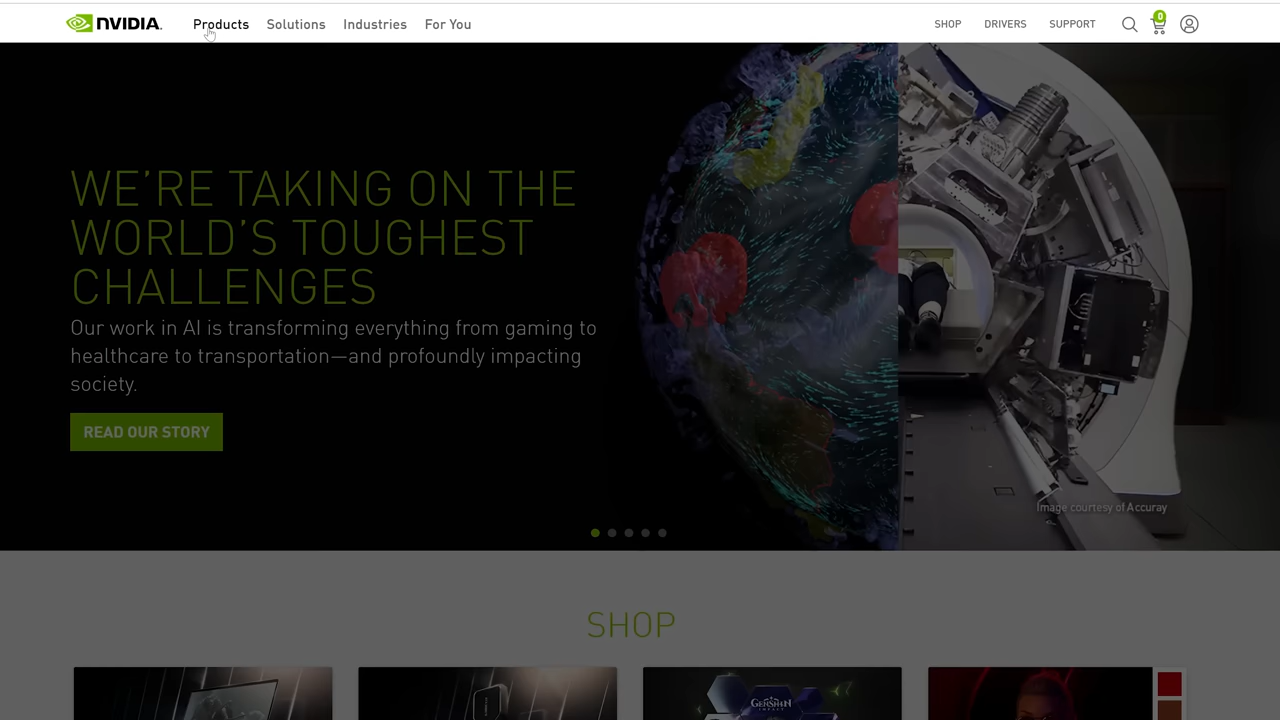 NVIDIA.
Products
Solutions
Industries
For You
SHOP
DRIVERS
SUPPORT
0
WE'RE TAKING ON THE
WORLD'S TOUGHEST
CHALLENGES
Our work in AI is transforming everything from gaming to
healthcare to transportation—and profoundly impacting
society.
READ OUR STORY
Image courtesy of Accuray
SHOP
GENSHIN
IMPACT